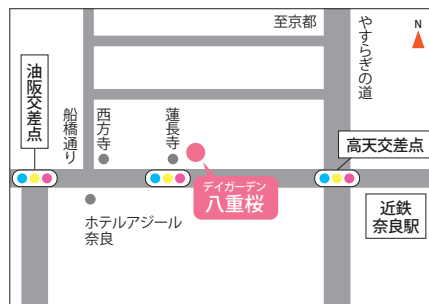 至京都
やすらぎの道
N
油阪交差点
船橋通り
西方寺
蓮長寺
高天交差点
デイガーデン
八重桜
近鉄
奈良駅
ホテルアジール
奈良